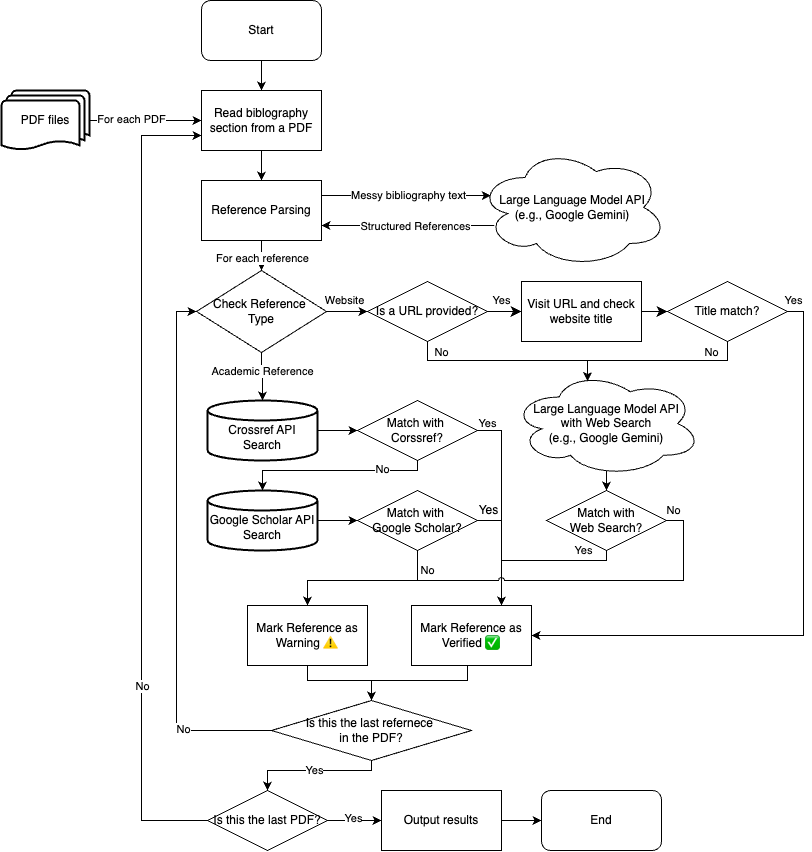 Start
PDF files
For each PDF
Read biblography
section from a PDF
Reference Parsing
Messy bibliography text
Structured References
Large Language Model API
(e.g., Google Gemini)
For each reference
Check Reference
Type
Website
Is a URL provided?
Yes
Visit URL and check
website title
Title match?
Yes
No
No
Academic Reference
Large Language Model API
with Web Search
(e.g., Google Gemini)
Crossref API
Search
Match with
Corssref?
Yes
No
Google Scholar API
Search
Match with
Google Scholar?
Yes
Match with
Web Search?
No
Yes
No
Mark Reference as
Warning ⚠️
Mark Reference as
Verified ✅
No
Is this the last refernece
in the PDF?
No
Yes
Is this the last PDF?
Yes
Output results
End